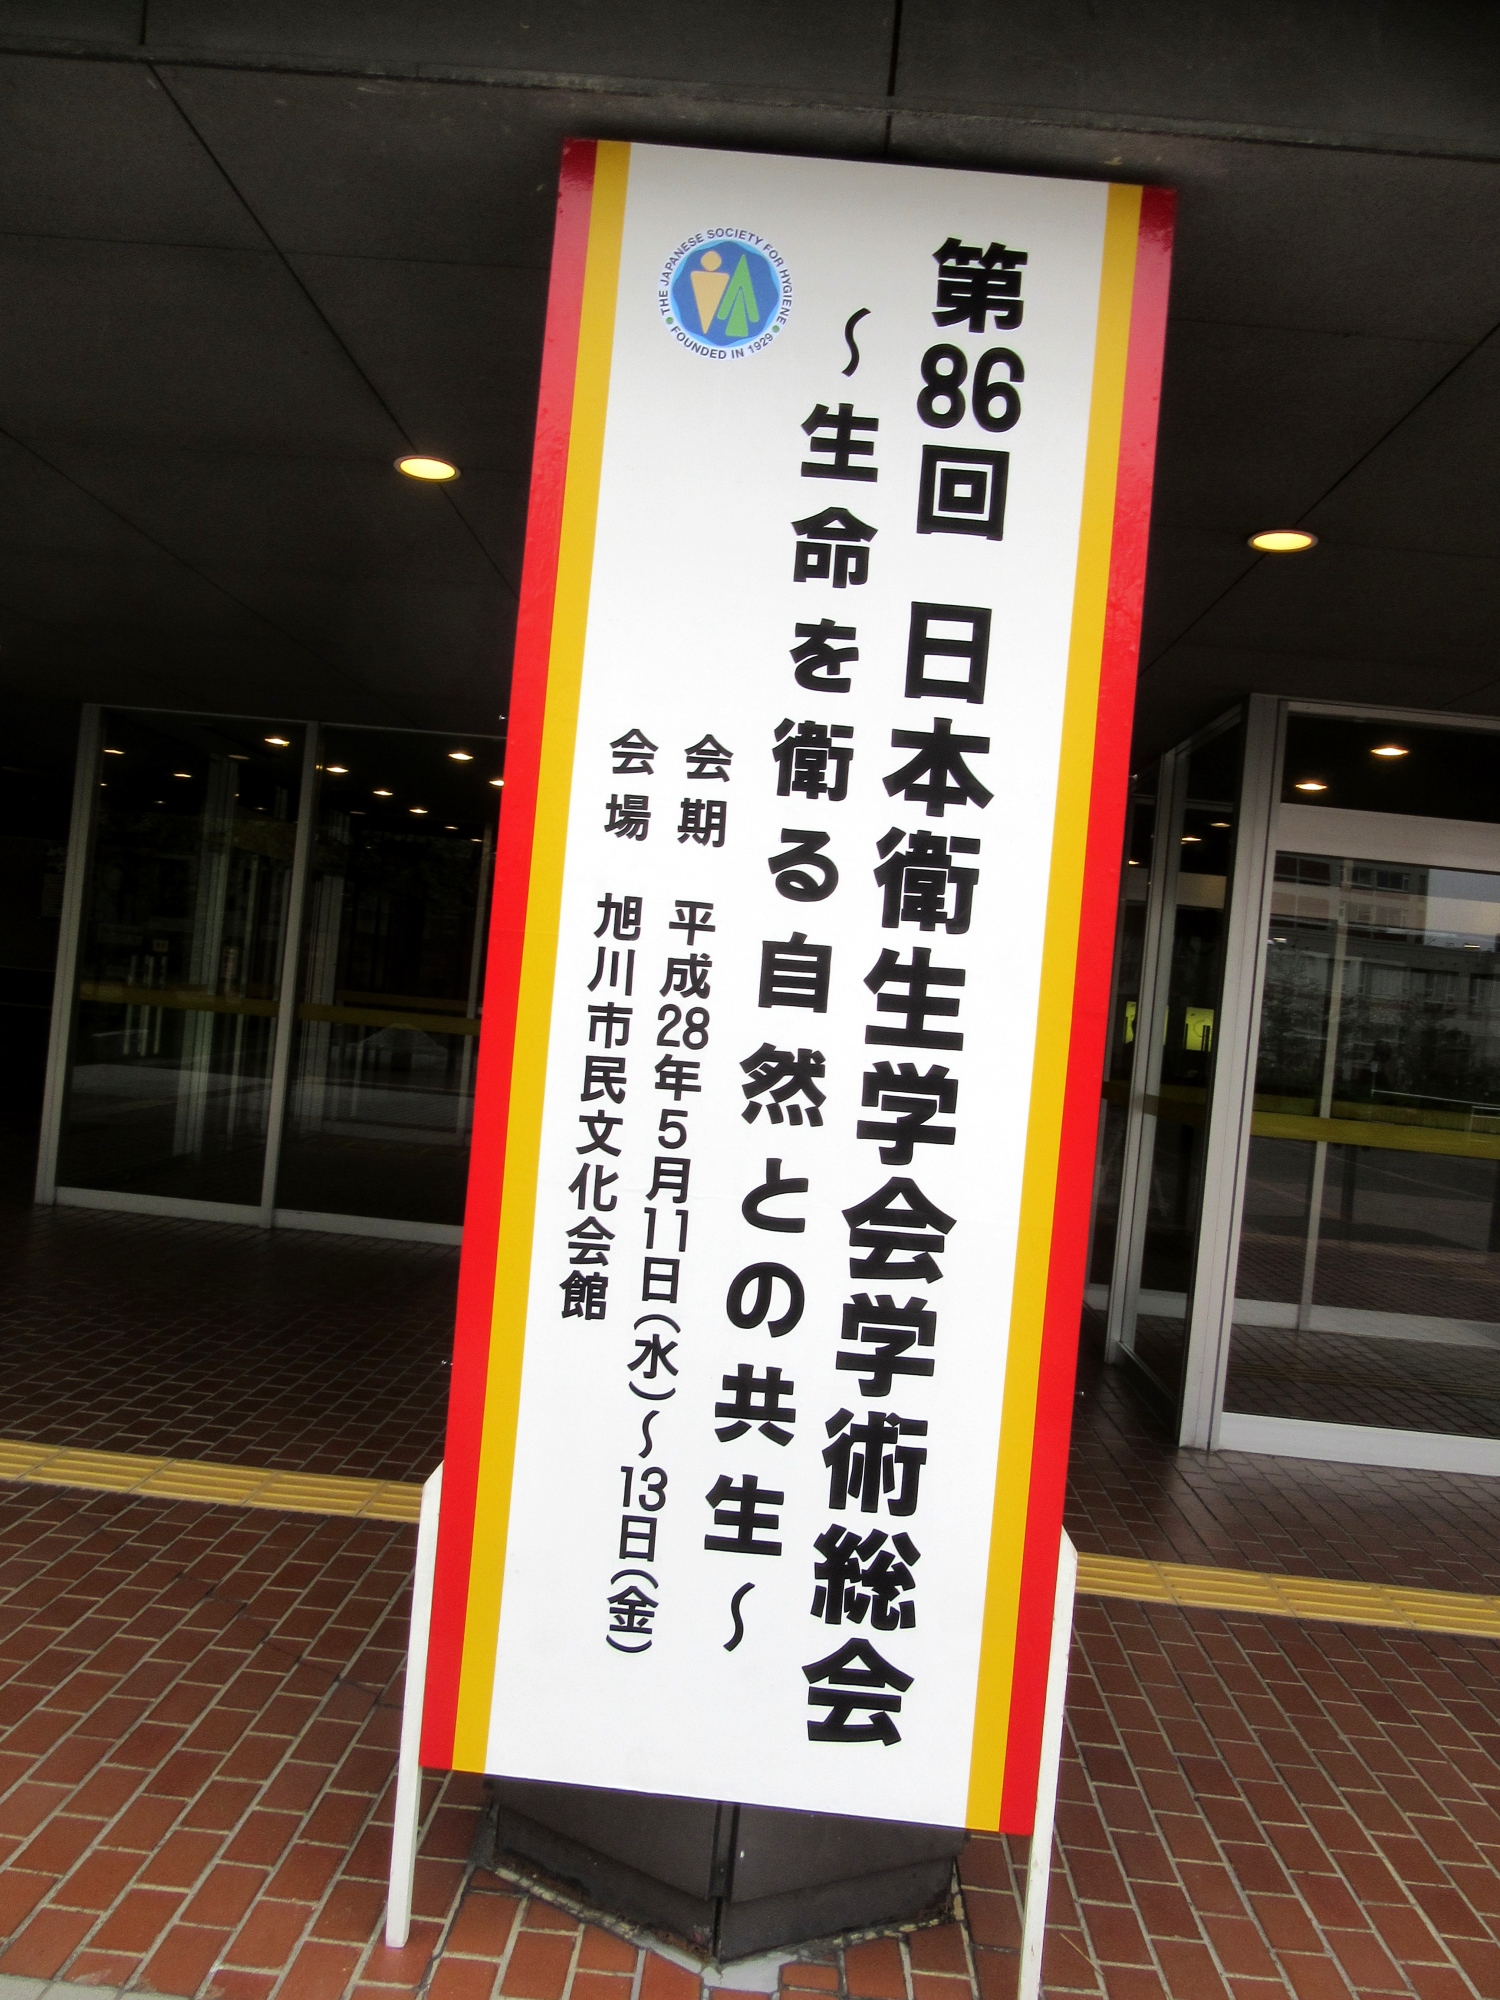 第86回 日本衛生学会学術総会
～生命を衛る自然との共生～
会期 平成28年5月11日(水)～13日(金)
会場 旭川市民文化会館
THE JAPANESE SOCIETY FOR HYGIENE
FOUNDED IN 1929